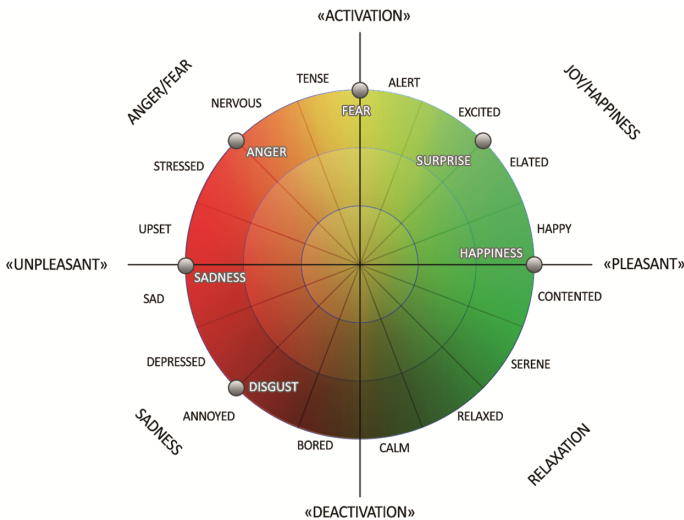 «ACTIVATION»
ANGER/FEAR
JOY/HAPPINESS
TENSE
ALERT
NERVOUS
FEAR
EXCITED
ANGER
SURPRISE
STRESSED
ELATED
UPSET
HAPPY
HAPPINESS
«UNPLEASANT»
«PLEASANT»
SADNESS
SAD
CONTENTED
DEPRESSED
SERENE
DISGUST
ANNOYED
RELAXED
SADNESS
BORED
CALM
RELAXATION
«DEACTIVATION»